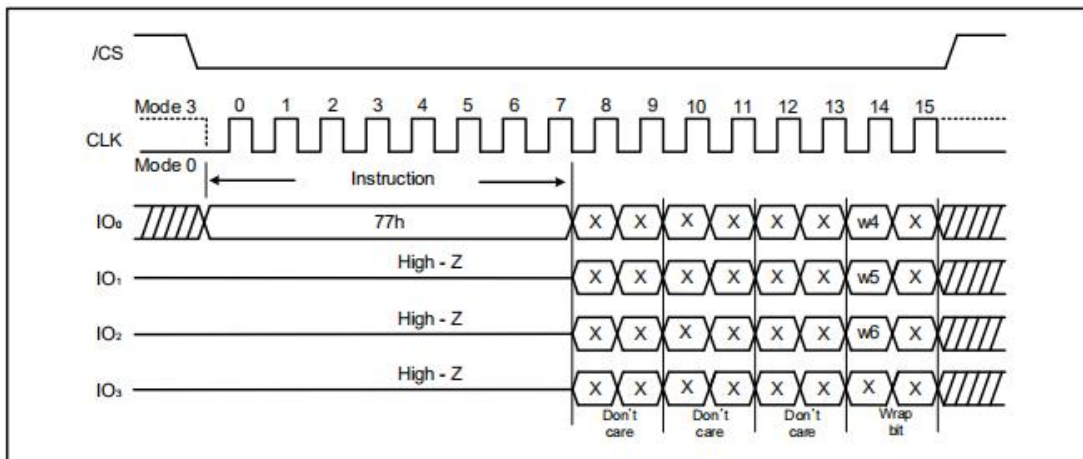 /CS
Mode 3 0 1 2 3 4 5 6 7 8 9 10 11 12 13 14 15
CLK
Mode 0
Instruction
IO₀ 77h X X X X X X w4 X
High - Z
IO₁ X X X X X X w5 X
High - Z
IO₂ X X X X X X w6 X
High - Z
IO₃ X X X X X X X X
Don't Don't Don't Wrap
care care care bit